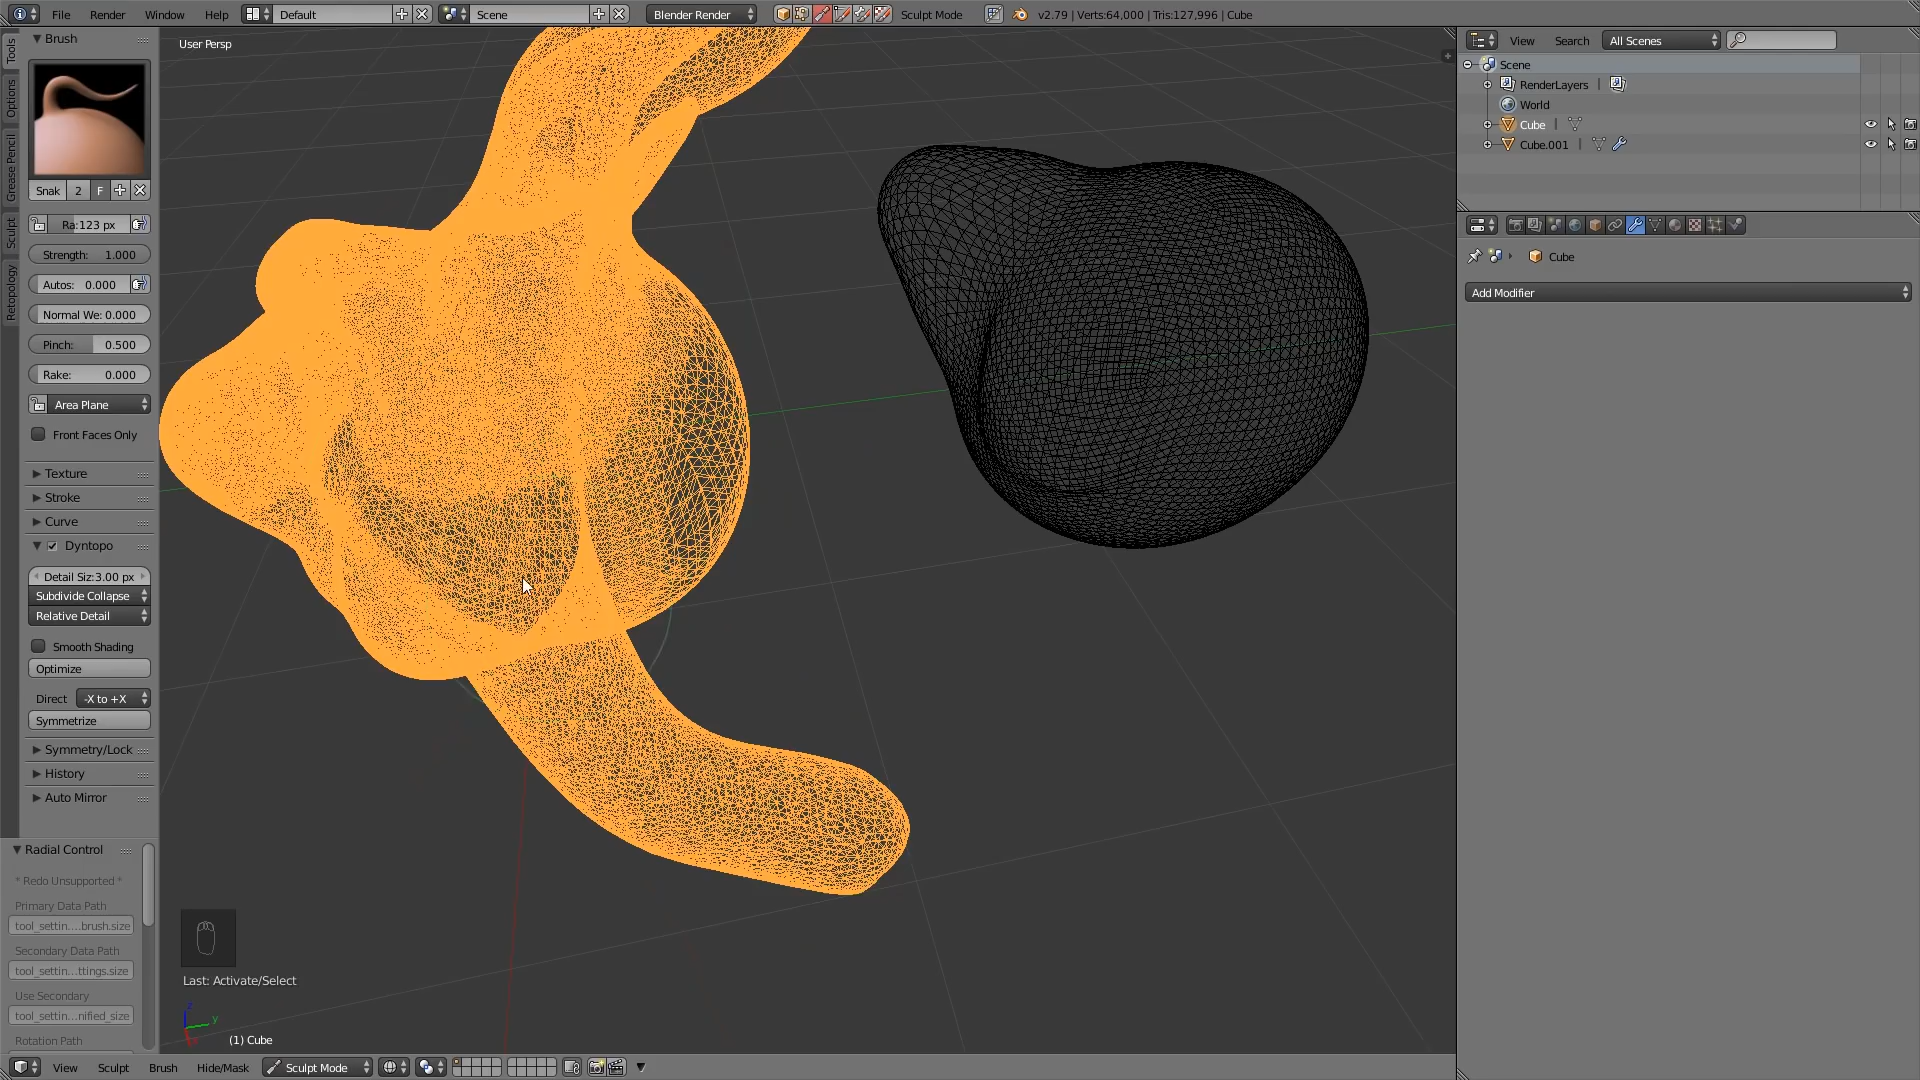 File Render Window Help Default Scene Blender Render Sculpt Mode v2.79 | Verts:64,000 | Tris:127,996 | Cube
Brush
User Persp
Tools
Options
Grease Pencil
Sculpt
Retopology
Snak 2 F
Ra:123 px
Strength: 1.000
Autos: 0.000
Normal We: 0.000
Pinch: 0.500
Rake: 0.000
Area Plane
Front Faces Only
Texture
Stroke
Curve
Dyntopo
Detail Siz:3.00 px
Subdivide Collapse
Relative Detail
Smooth Shading
Optimize
Direct -X to +X
Symmetrize
Symmetry/Lock
History
Auto Mirror
Radial Control
* Redo Unsupported *
Primary Data Path
tool_settin....brush.size
Secondary Data Path
tool_settin...ttings.size
Use Secondary
tool_settin...nified_size
Rotation Path
Last: Activate/Select
z
y
(1) Cube
View Sculpt Brush Hide/Mask Sculpt Mode
View Search All Scenes
Scene
RenderLayers |
World
Cube |
Cube.001 |
Cube
Add Modifier